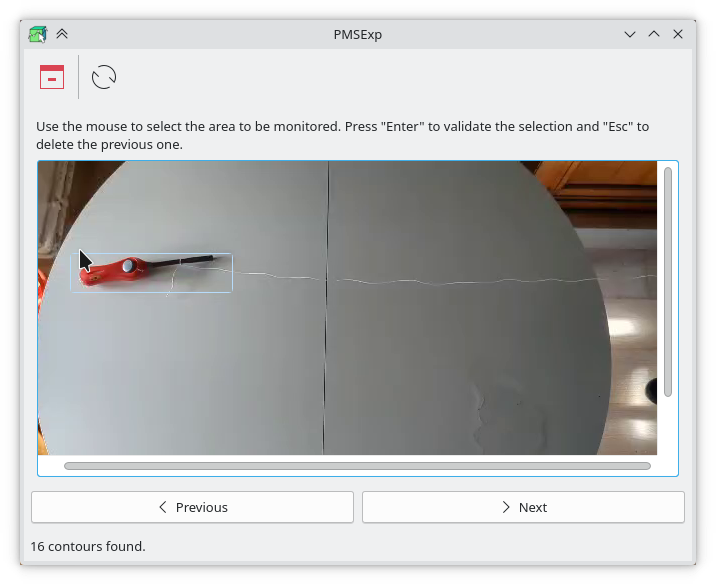 PMSExp
Use the mouse to select the area to be monitored. Press "Enter" to validate the selection and "Esc" to
delete the previous one.
Previous
Next
16 contours found.